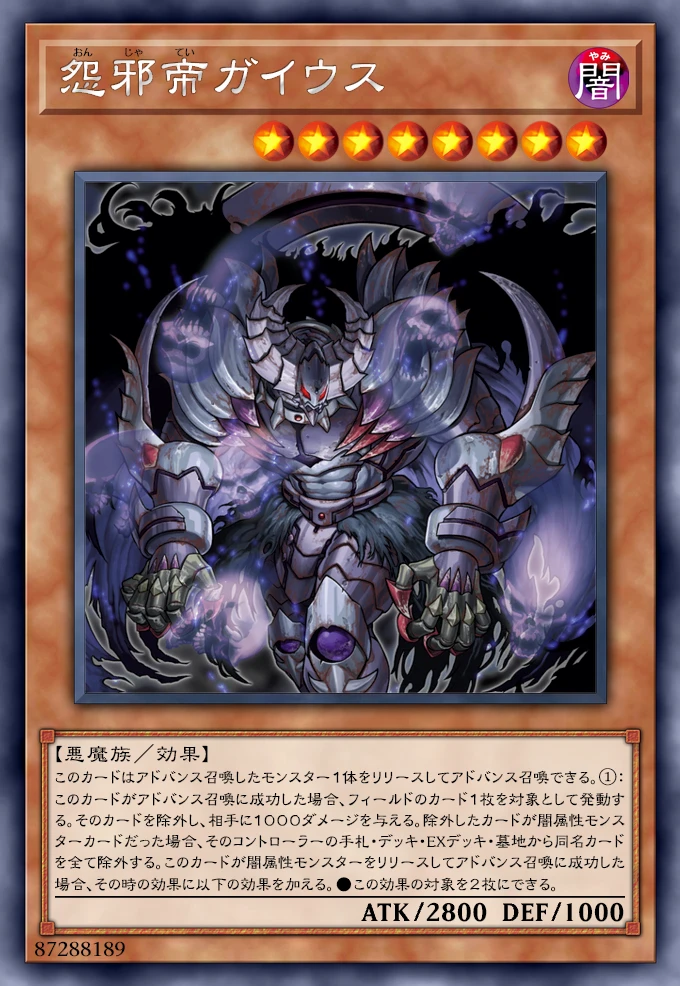 おん じゃ てい
怨邪帝ガイウス
やみ
闇
【悪魔族／効果】
このカードはアドバンス召喚したモンスター１体をリリースしてアドバンス召喚できる。①：
このカードがアドバンス召喚に成功した場合、フィールドのカード１枚を対象として発動す
る。そのカードを除外し、相手に１０００ダメージを与える。除外したカードが闇属性モンス
ターカードだった場合、そのコントローラーの手札・デッキ・EXデッキ・墓地から同名カード
を全て除外する。このカードが闇属性モンスターをリリースしてアドバンス召喚に成功した
場合、その時の効果に以下の効果を加える。●この効果の対象を２枚にできる。
ATK/2800 DEF/1000
87288189